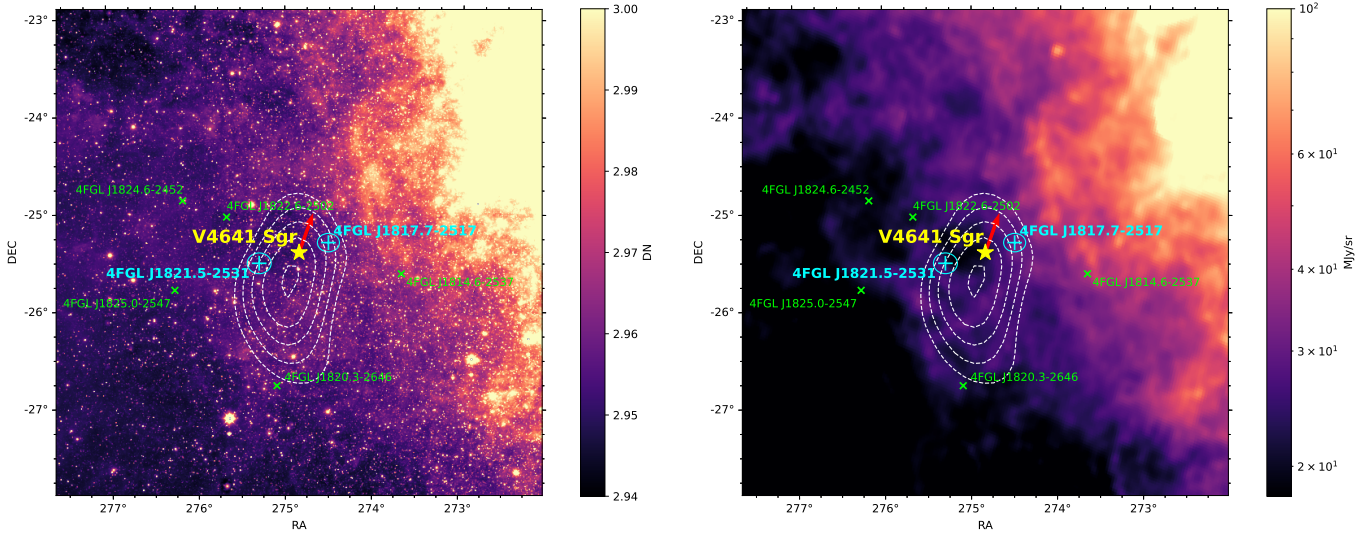 -23°
-24°
-25°
-26°
-27°
DEC
277°
276°
275°
274°
273°
RA
4FGL J1824.6-2452
4FGL J1822.6-2502
V4641 Sgr
4FGL J1817.7-2517
4FGL J1821.5-2531
4FGL J1814.6-2537
4FGL J1825.0-2547
4FGL J1820.3-2646
3.00
2.99
2.98
2.97
2.96
2.95
2.94
DN
-23°
-24°
-25°
-26°
-27°
DEC
277°
276°
275°
274°
273°
RA
4FGL J1824.6-2452
4FGL J1822.6-2502
V4641 Sgr
4FGL J1817.7-2517
4FGL J1821.5-2531
4FGL J1814.6-2537
4FGL J1825.0-2547
4FGL J1820.3-2646
10²
6 × 10¹
4 × 10¹
3 × 10¹
2 × 10¹
MJy/sr